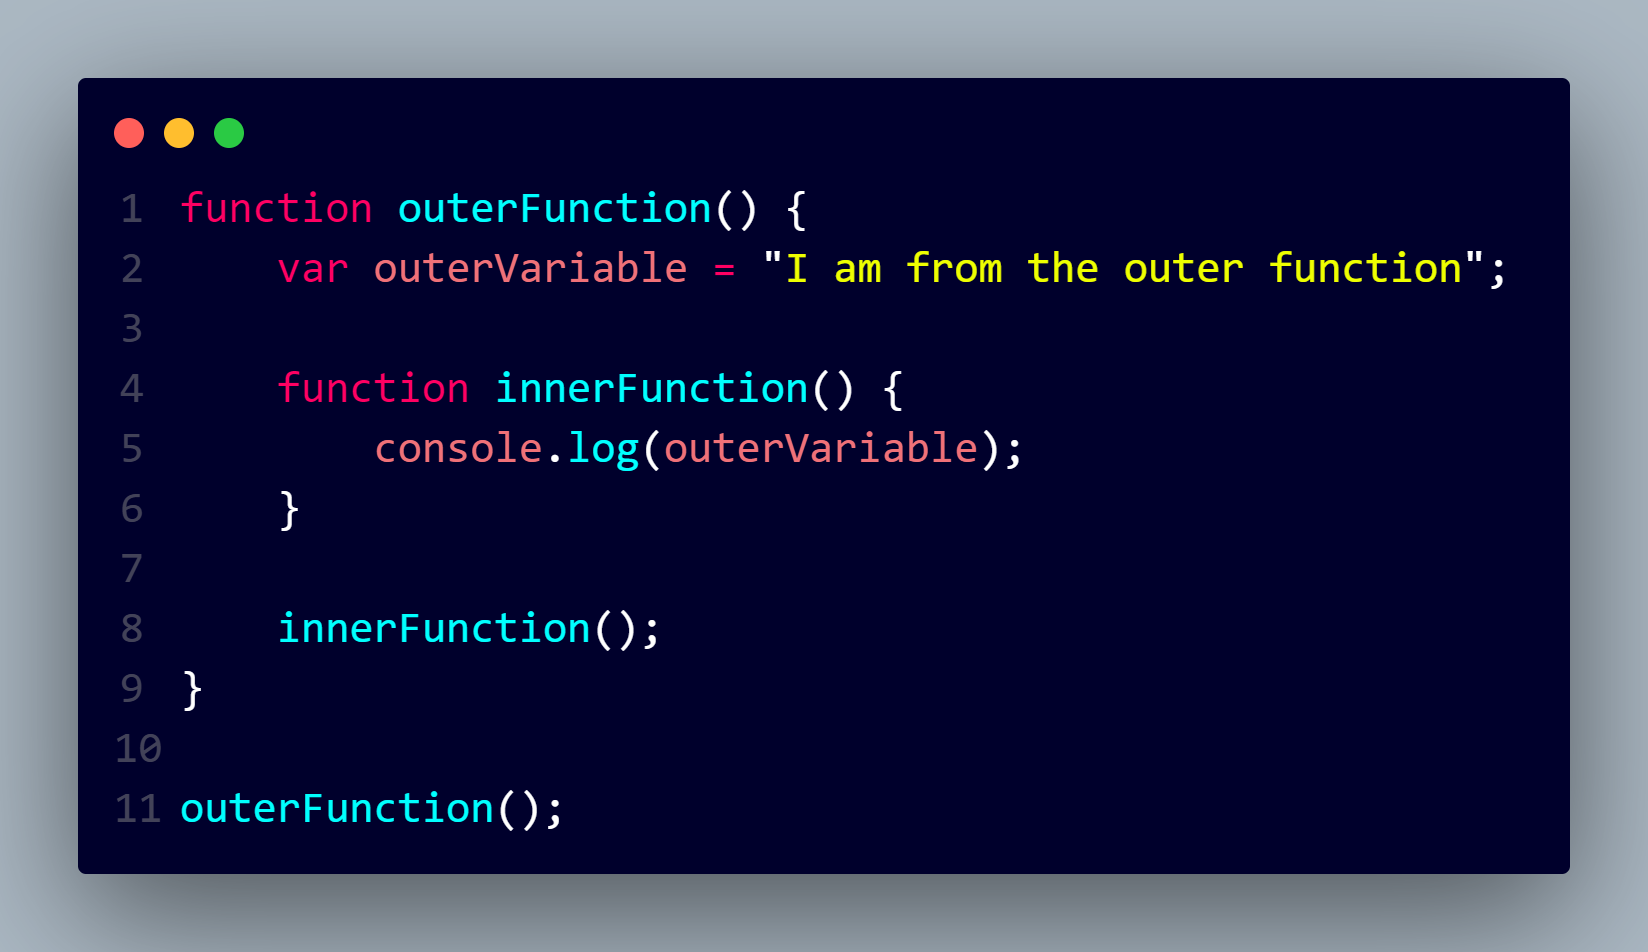 1 function outerFunction() {
2     var outerVariable = "I am from the outer function";
3
4     function innerFunction() {
5         console.log(outerVariable);
6     }
7
8     innerFunction();
9 }
10
11 outerFunction();